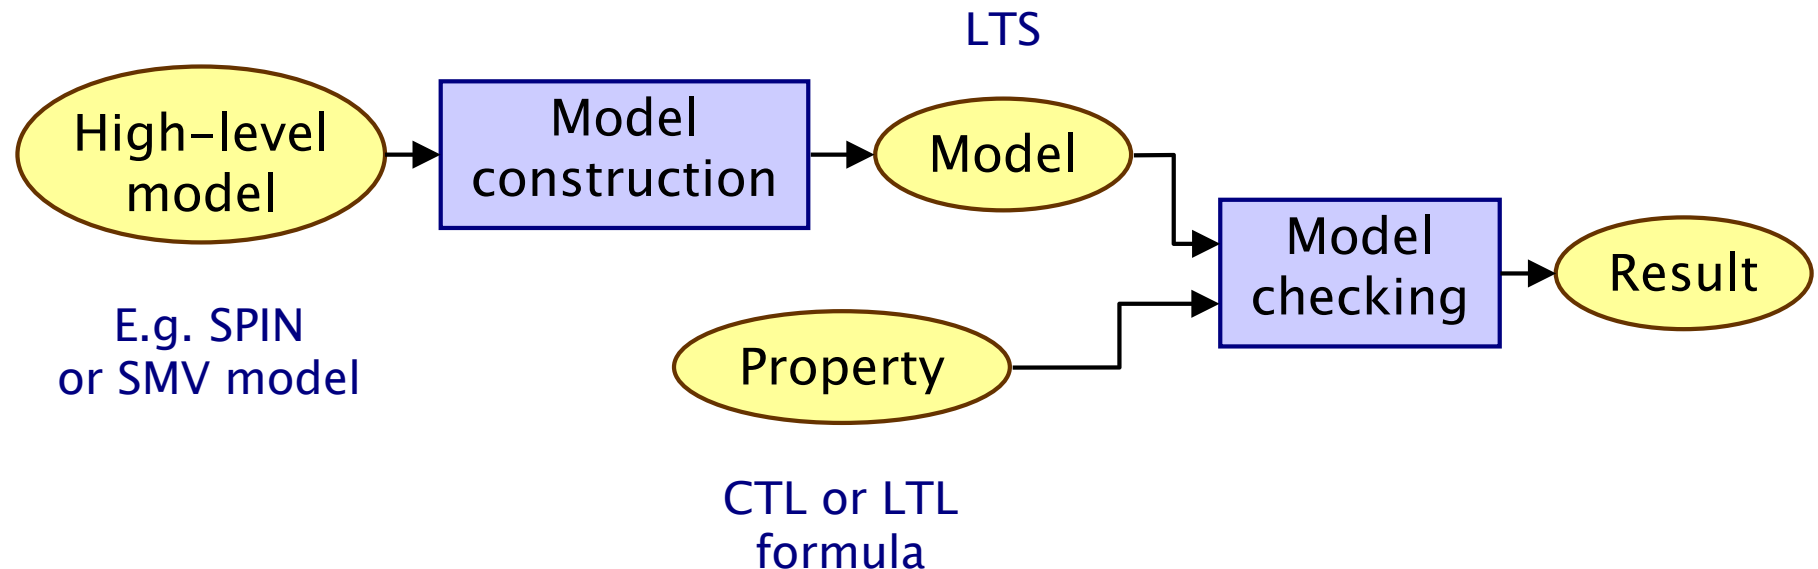 LTS
High-level
model
Model
construction
Model
Model
checking
Result
E.g. SPIN
or SMV model
Property
CTL or LTL
formula